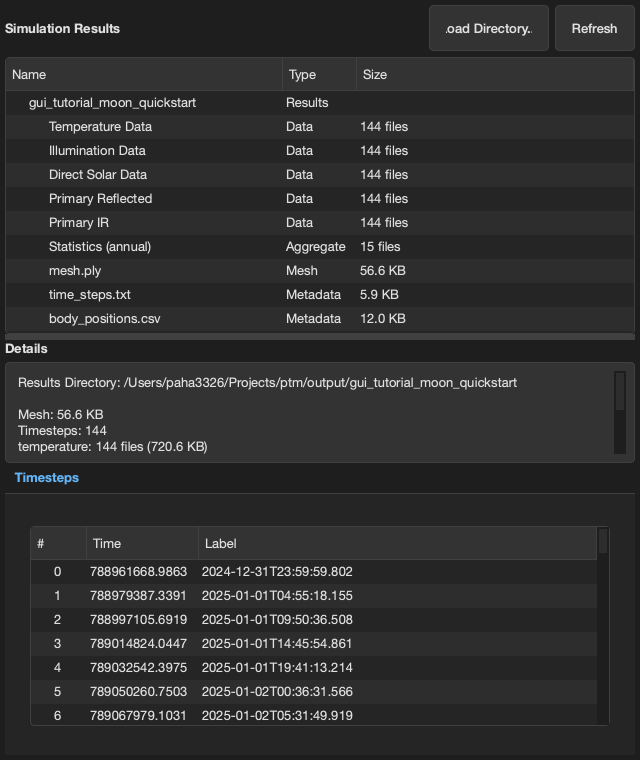 Simulation Results
.oad Directory..
Refresh
Name Type Size
gui_tutorial_moon_quickstart Results
Temperature Data Data 144 files
Illumination Data Data 144 files
Direct Solar Data Data 144 files
Primary Reflected Data 144 files
Primary IR Data 144 files
Statistics (annual) Aggregate 15 files
mesh.ply Mesh 56.6 KB
time_steps.txt Metadata 5.9 KB
body_positions.csv Metadata 12.0 KB
Details
Results Directory: /Users/paha3326/Projects/ptm/output/gui_tutorial_moon_quickstart
Mesh: 56.6 KB
Timesteps: 144
temperature: 144 files (720.6 KB)
Timesteps
# Time Label
0 788961668.9863 2024-12-31T23:59:59.802
1 788979387.3391 2025-01-01T04:55:18.155
2 788997105.6919 2025-01-01T09:50:36.508
3 789014824.0447 2025-01-01T14:45:54.861
4 789032542.3975 2025-01-01T19:41:13.214
5 789050260.7503 2025-01-02T00:36:31.566
6 789067979.1031 2025-01-02T05:31:49.919